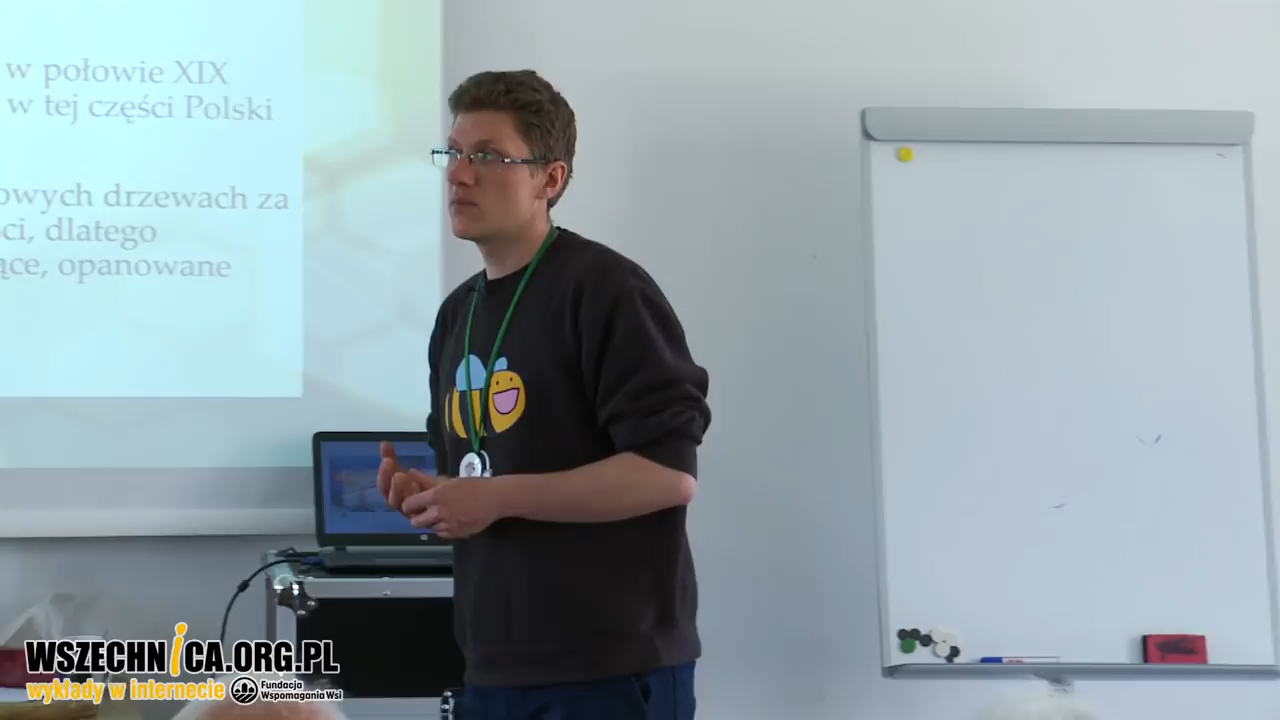 w połowie XIX
w tej części Polski
owych drzewach za
ci, dlatego
ące, opanowane
WSZECHNiCA.ORG.PL
wykłady w internecie
Fundacja
Wspomagania Wsi